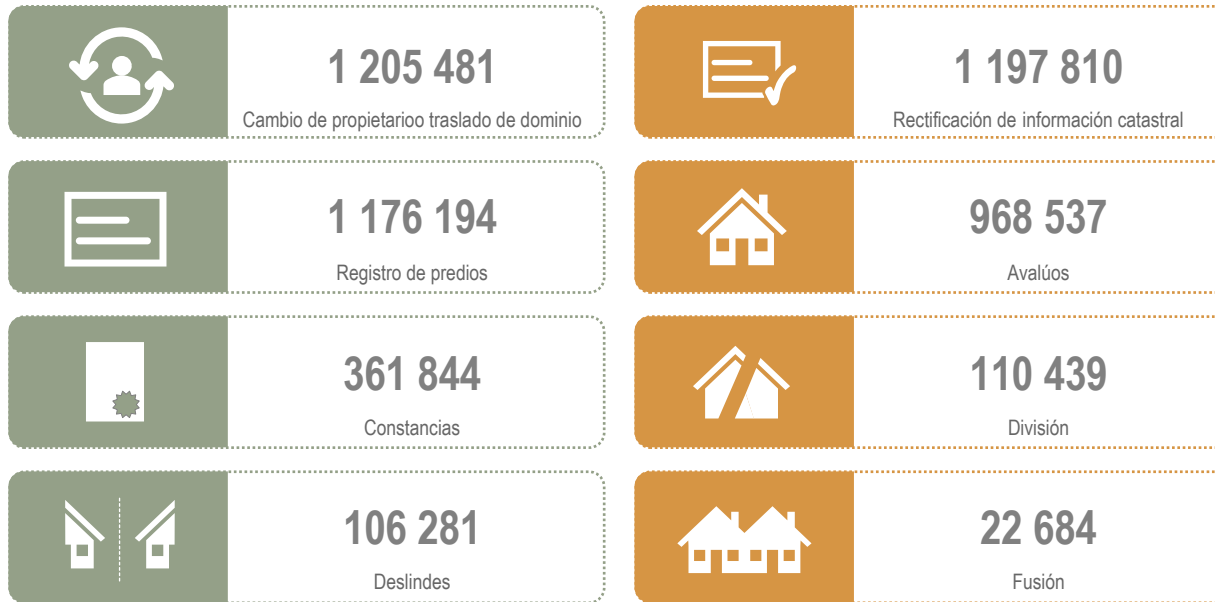 1 205 481
Cambio de propietarioo traslado de dominio
1 197 810
Rectificación de información catastral
1 176 194
Registro de predios
968 537
Avalúos
361 844
Constancias
110 439
División
106 281
Deslindes
22 684
Fusión